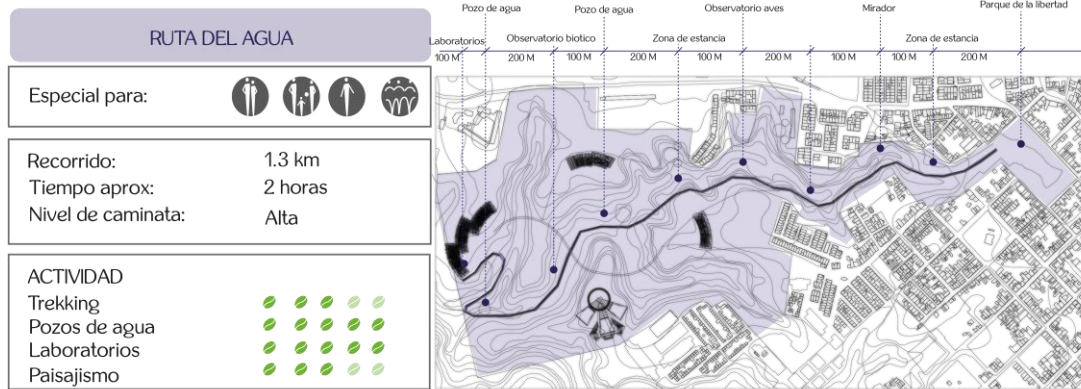 RUTA DEL AGUA
Especial para:
Recorrido: 1.3 km
Tiempo aprox: 2 horas
Nivel de caminata: Alta
ACTIVIDAD
Trekking
Pozos de agua
Laboratorios
Paisajismo
Pozo de agua Pozo de agua Observatorio aves Mirador Parque de la libertad
Laboratorios Observatorio biotico Zona de estancia Zona de estancia
100 M 200 M 100 M 200 M 100 M 200 M 100 M 100 M 200 M